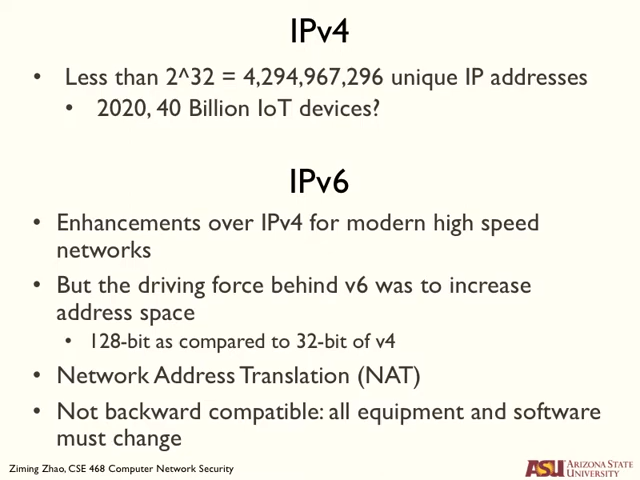 IPv4
• Less than 2^32 = 4,294,967,296 unique IP addresses
• 2020, 40 Billion IoT devices?
IPv6
• Enhancements over IPv4 for modern high speed
networks
• But the driving force behind v6 was to increase
address space
• 128-bit as compared to 32-bit of v4
• Network Address Translation (NAT)
• Not backward compatible: all equipment and software
must change
Ziming Zhao, CSE 468 Computer Network Security
ASU ARIZONA STATE
UNIVERSITY